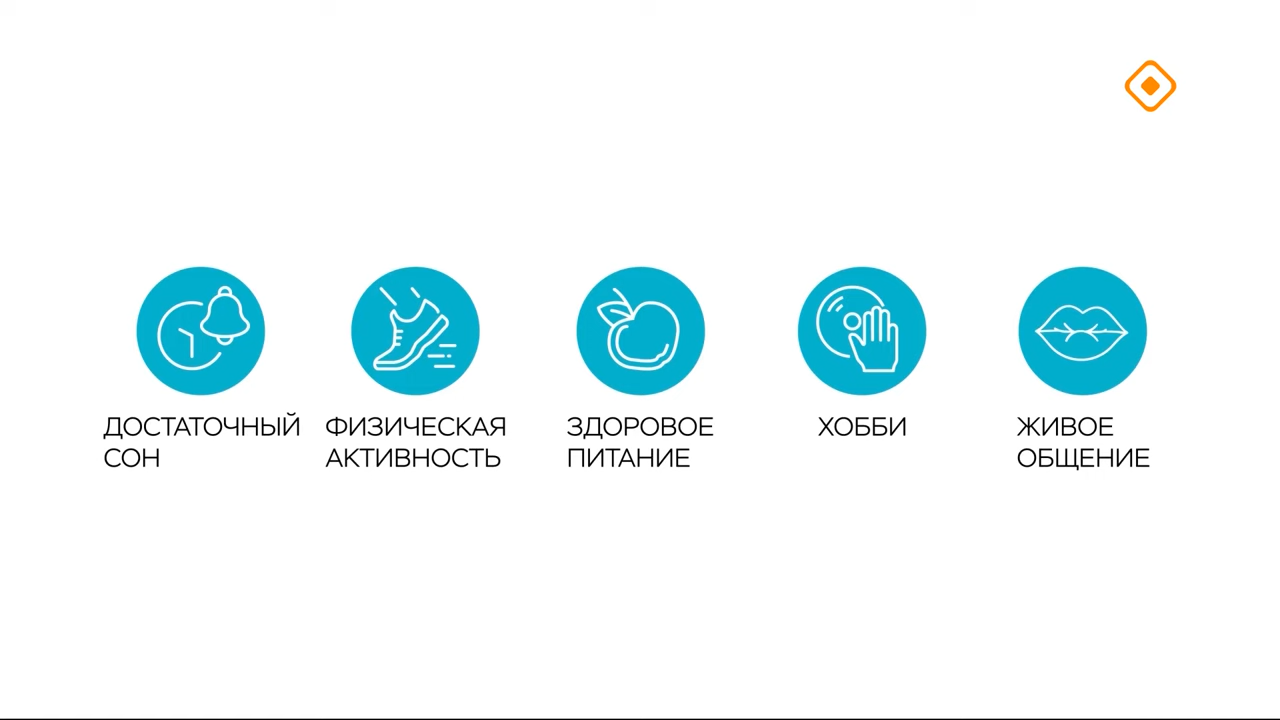 ДОСТАТОЧНЫЙ
СОН
ФИЗИЧЕСКАЯ
АКТИВНОСТЬ
ЗДОРОВОЕ
ПИТАНИЕ
ХОББИ
ЖИВОЕ
ОБЩЕНИЕ